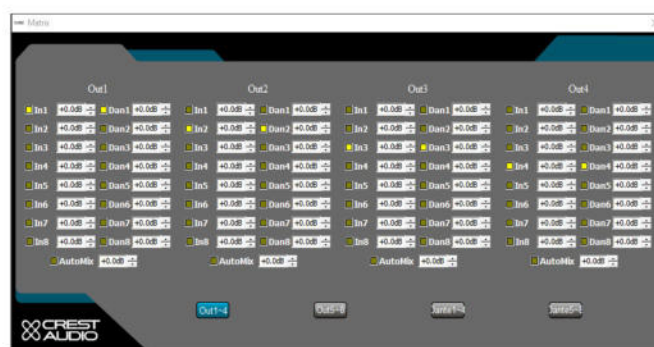 Matrix
Out1 Out2 Out3 Out4
In1 +0.0dB Dan1 +0.0dB In1 +0.0dB Dan1 +0.0dB In1 +0.0dB Dan1 +0.0dB In1 +0.0dB Dan1 +0.0dB
In2 +0.0dB Dan2 +0.0dB In2 +0.0dB Dan2 +0.0dB In2 +0.0dB Dan2 +0.0dB In2 +0.0dB Dan2 +0.0dB
In3 +0.0dB Dan3 +0.0dB In3 +0.0dB Dan3 +0.0dB In3 +0.0dB Dan3 +0.0dB In3 +0.0dB Dan3 +0.0dB
In4 +0.0dB Dan4 +0.0dB In4 +0.0dB Dan4 +0.0dB In4 +0.0dB Dan4 +0.0dB In4 +0.0dB Dan4 +0.0dB
In5 +0.0dB Dan5 +0.0dB In5 +0.0dB Dan5 +0.0dB In5 +0.0dB Dan5 +0.0dB In5 +0.0dB Dan5 +0.0dB
In6 +0.0dB Dan6 +0.0dB In6 +0.0dB Dan6 +0.0dB In6 +0.0dB Dan6 +0.0dB In6 +0.0dB Dan6 +0.0dB
In7 +0.0dB Dan7 +0.0dB In7 +0.0dB Dan7 +0.0dB In7 +0.0dB Dan7 +0.0dB In7 +0.0dB Dan7 +0.0dB
In8 +0.0dB Dan8 +0.0dB In8 +0.0dB Dan8 +0.0dB In8 +0.0dB Dan8 +0.0dB In8 +0.0dB Dan8 +0.0dB
AutoMix +0.0dB AutoMix +0.0dB AutoMix +0.0dB AutoMix +0.0dB
Out1~4 Out5~8 Dante1~4 Dante5~8
CREST
AUDIO